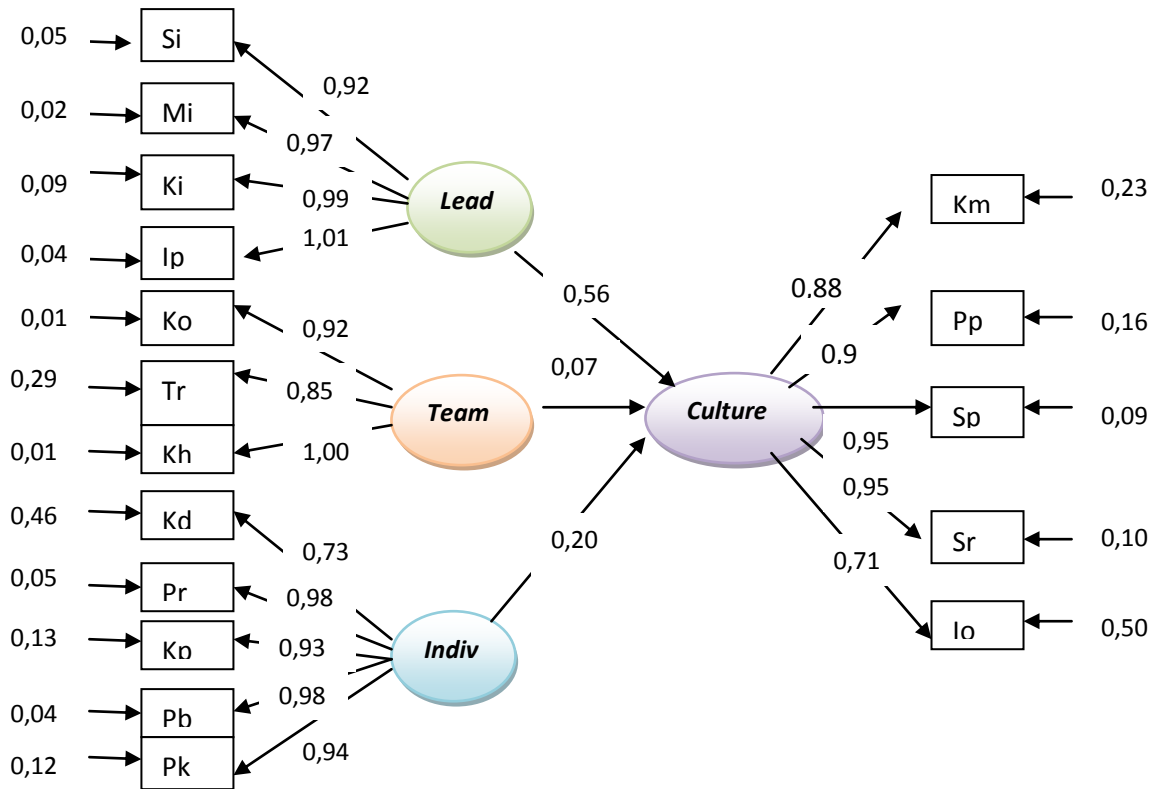 0,05
Si
0,92
0,02
Mi
0,97
0,09
Ki
0,99
0,04
Ip
1,01
Lead
0,01
Ko
0,92
0,29
Tr
0,85
0,01
Kh
1,00
Team
0,46
Kd
0,73
0,05
Pr
0,98
0,13
Kp
0,93
0,04
Pb
0,98
0,12
Pk
0,94
Indiv
0,56
0,07
0,20
Culture
0,88
Km
0,23
0,9
Pp
0,16
0,95
Sp
0,09
0,95
Sr
0,10
0,71
Io
0,50